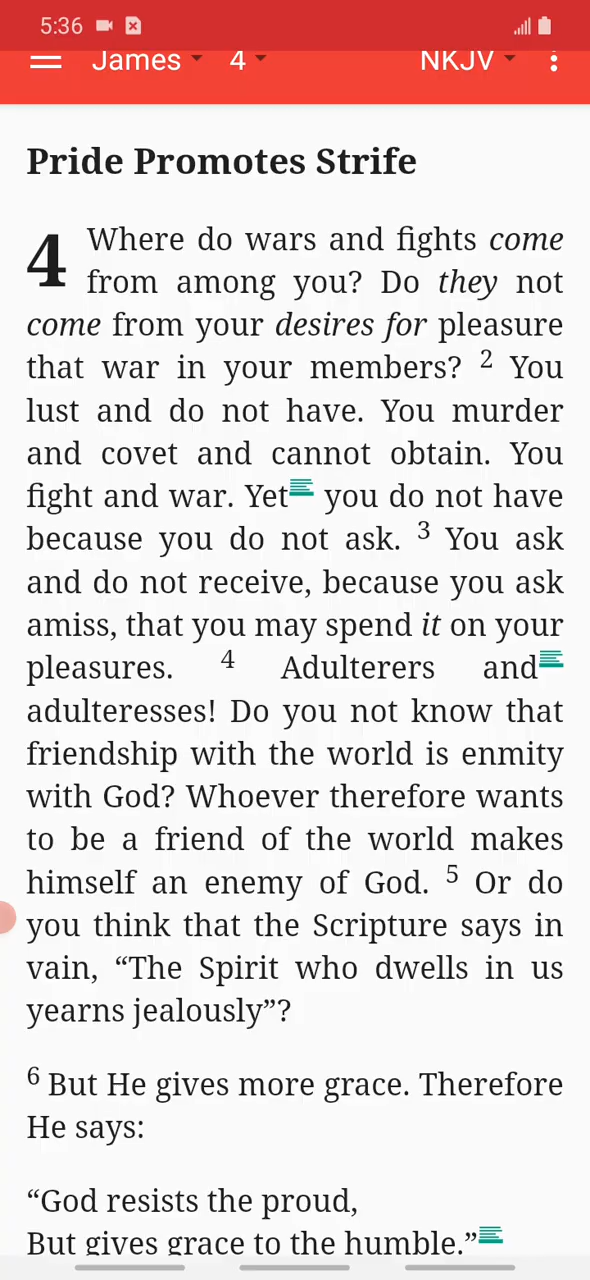 5:36
James 4 NKJV
Pride Promotes Strife
4 Where do wars and fights come
from among you? Do they not
come from your desires for pleasure
that war in your members? 2 You
lust and do not have. You murder
and covet and cannot obtain. You
fight and war. Yet you do not have
because you do not ask. 3 You ask
and do not receive, because you ask
amiss, that you may spend it on your
pleasures. 4 Adulterers and
adulteresses! Do you not know that
friendship with the world is enmity
with God? Whoever therefore wants
to be a friend of the world makes
himself an enemy of God. 5 Or do
you think that the Scripture says in
vain, “The Spirit who dwells in us
yearns jealously”?
6 But He gives more grace. Therefore
He says:
“God resists the proud,
But gives grace to the humble.”